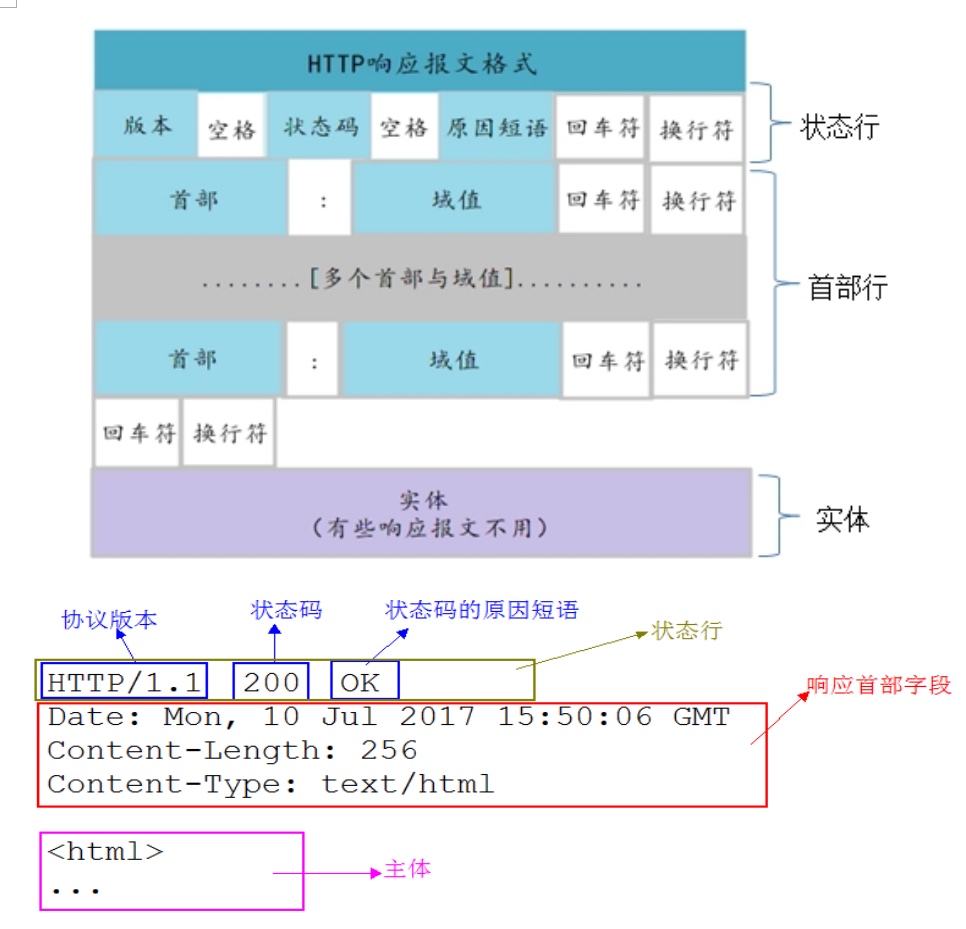 HTTP响应报文格式
版本 空格 状态码 空格 原因短语 回车符 换行符 状态行
首部 : 域值 回车符 换行符
........[多个首部与域值].......... 首部行
首部 : 域值 回车符 换行符
回车符 换行符
实体
(有些响应报文不用) 实体
协议版本 状态码 状态码的原因短语 状态行
HTTP/1.1 200 OK
响应首部字段
Date: Mon, 10 Jul 2017 15:50:06 GMT
Content-Length: 256
Content-Type: text/html
<html>
...
主体